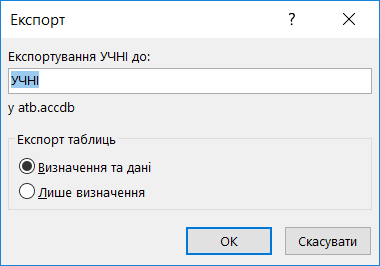 Експорт
Експортування УЧНІ до:
УЧНІ
у atb.accdb
Експорт таблиць
Визначення та дані
Лише визначення
OK
Скасувати